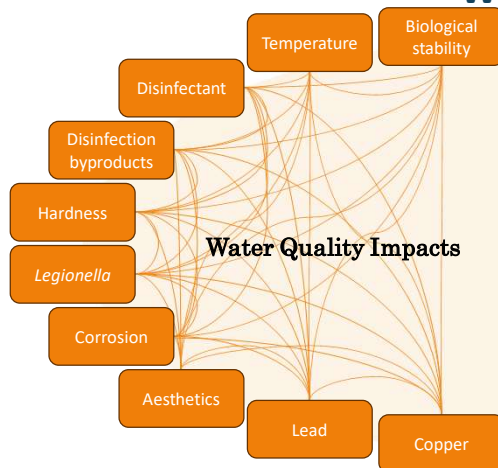 Biological
stability
Temperature
Disinfectant
Disinfection
byproducts
Hardness
Water Quality Impacts
Legionella
Corrosion
Aesthetics
Lead
Copper